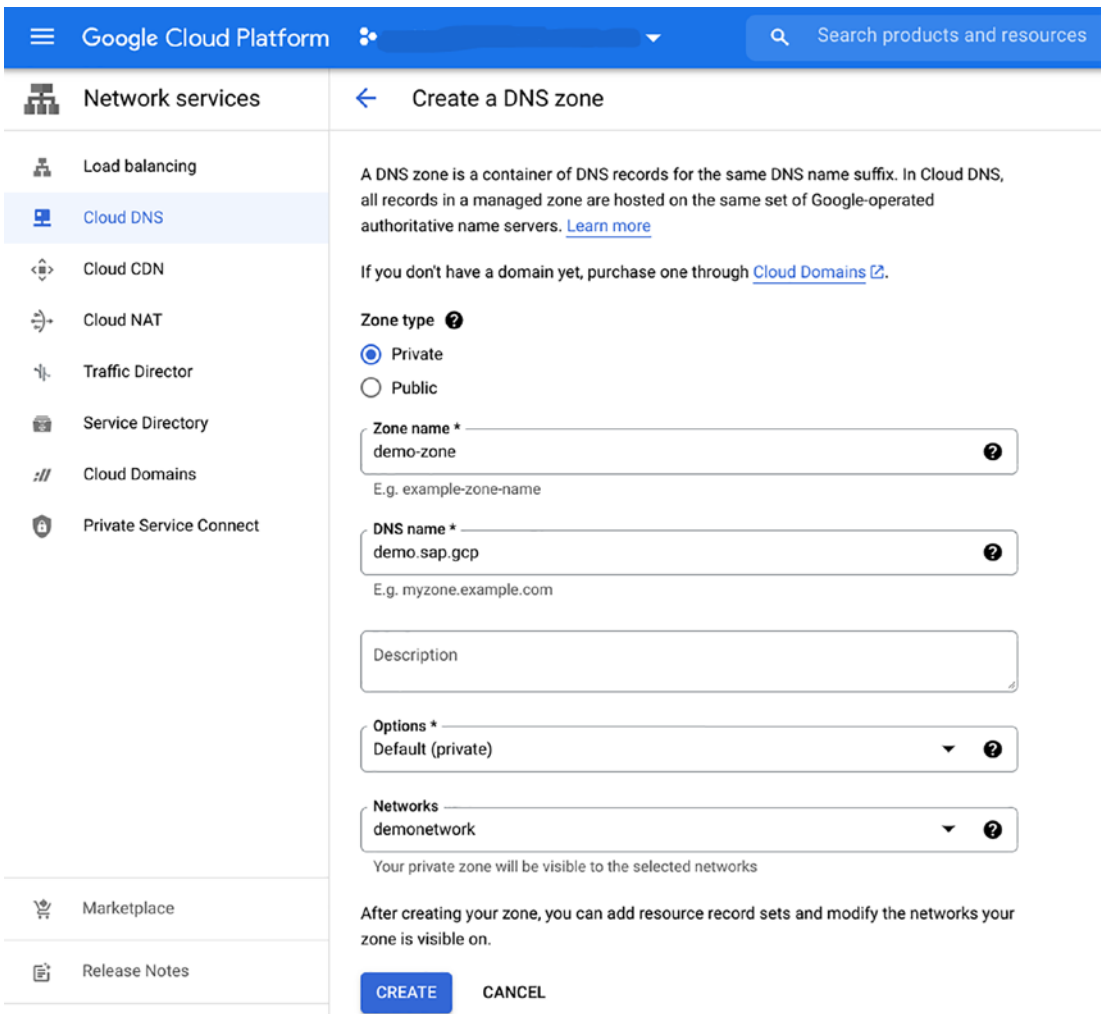 Google Cloud Platform
Search products and resources
Network services
Create a DNS zone
Load balancing
Cloud DNS
Cloud CDN
Cloud NAT
Traffic Director
Service Directory
Cloud Domains
Private Service Connect
Marketplace
Release Notes
A DNS zone is a container of DNS records for the same DNS name suffix. In Cloud DNS,
all records in a managed zone are hosted on the same set of Google-operated
authoritative name servers. Learn more
If you don't have a domain yet, purchase one through Cloud Domains.
Zone type
Private
Public
Zone name *
demo-zone
E.g. example-zone-name
DNS name *
demo.sap.gcp
E.g. myzone.example.com
Description
Options *
Default (private)
Networks
demonetwork
Your private zone will be visible to the selected networks
After creating your zone, you can add resource record sets and modify the networks your
zone is visible on.
CREATE CANCEL